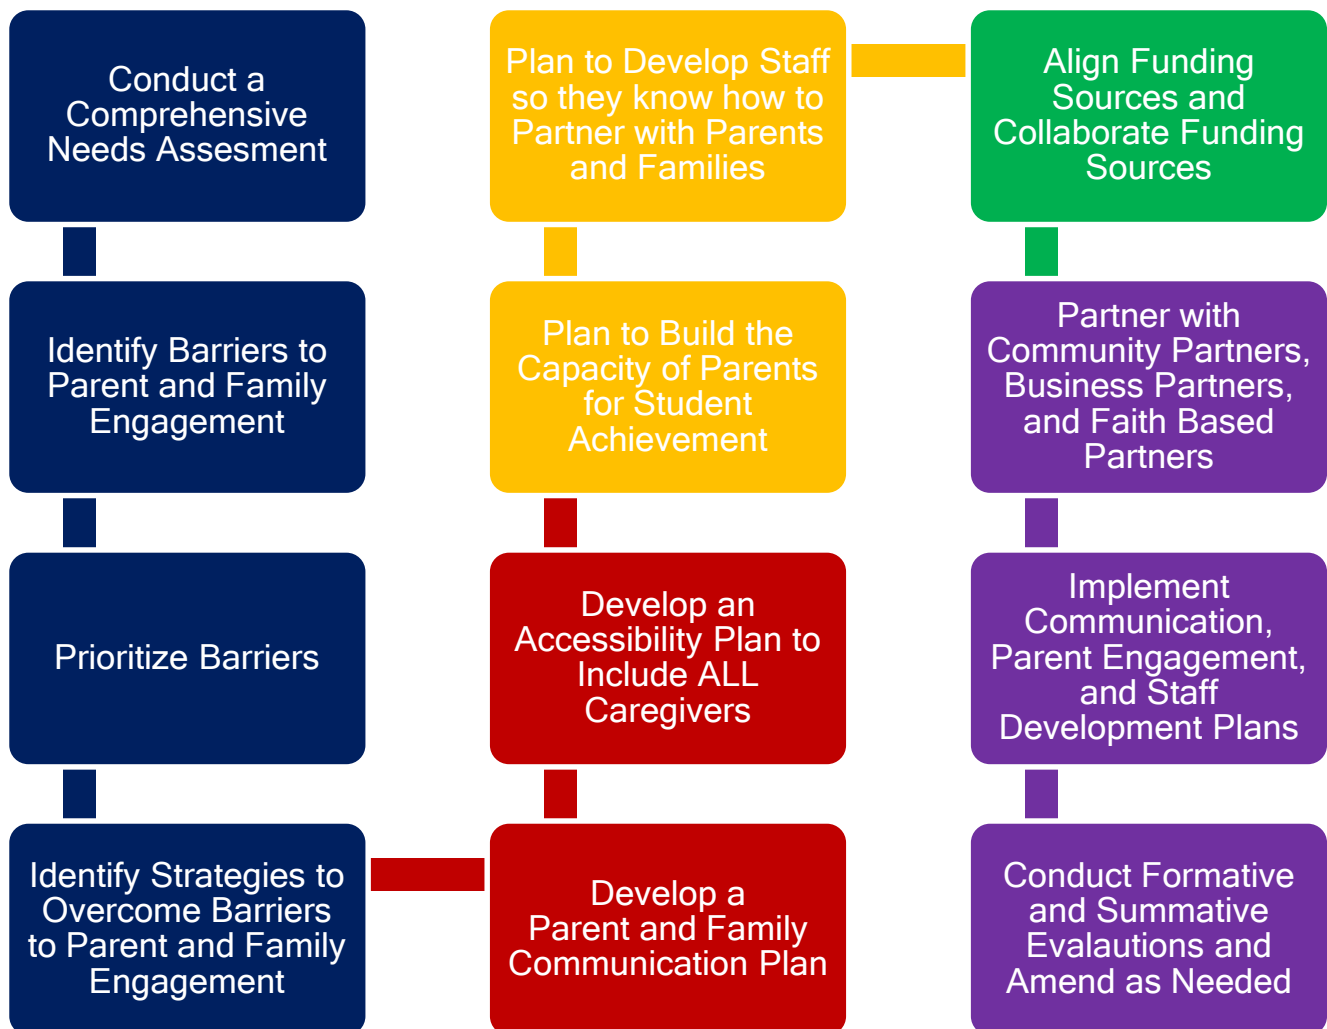 Conduct a
Comprehensive
Needs Assesment
Identify Barriers to
Parent and Family
Engagement
Prioritize Barriers
Identify Strategies to
Overcome Barriers
to Parent and Family
Engagement
Develop a
Parent and Family
Communication Plan
Develop an
Accessibility Plan to
Include ALL
Caregivers
Plan to Build the
Capacity of Parents
for Student
Achievement
Plan to Develop Staff
so they know how to
Partner with Parents
and Families
Align Funding
Sources and
Collaborate Funding
Sources
Partner with
Community Partners,
Business Partners,
and Faith Based
Partners
Implement
Communication,
Parent Engagement,
and Staff
Development Plans
Conduct Formative
and Summative
Evalautions and
Amend as Needed